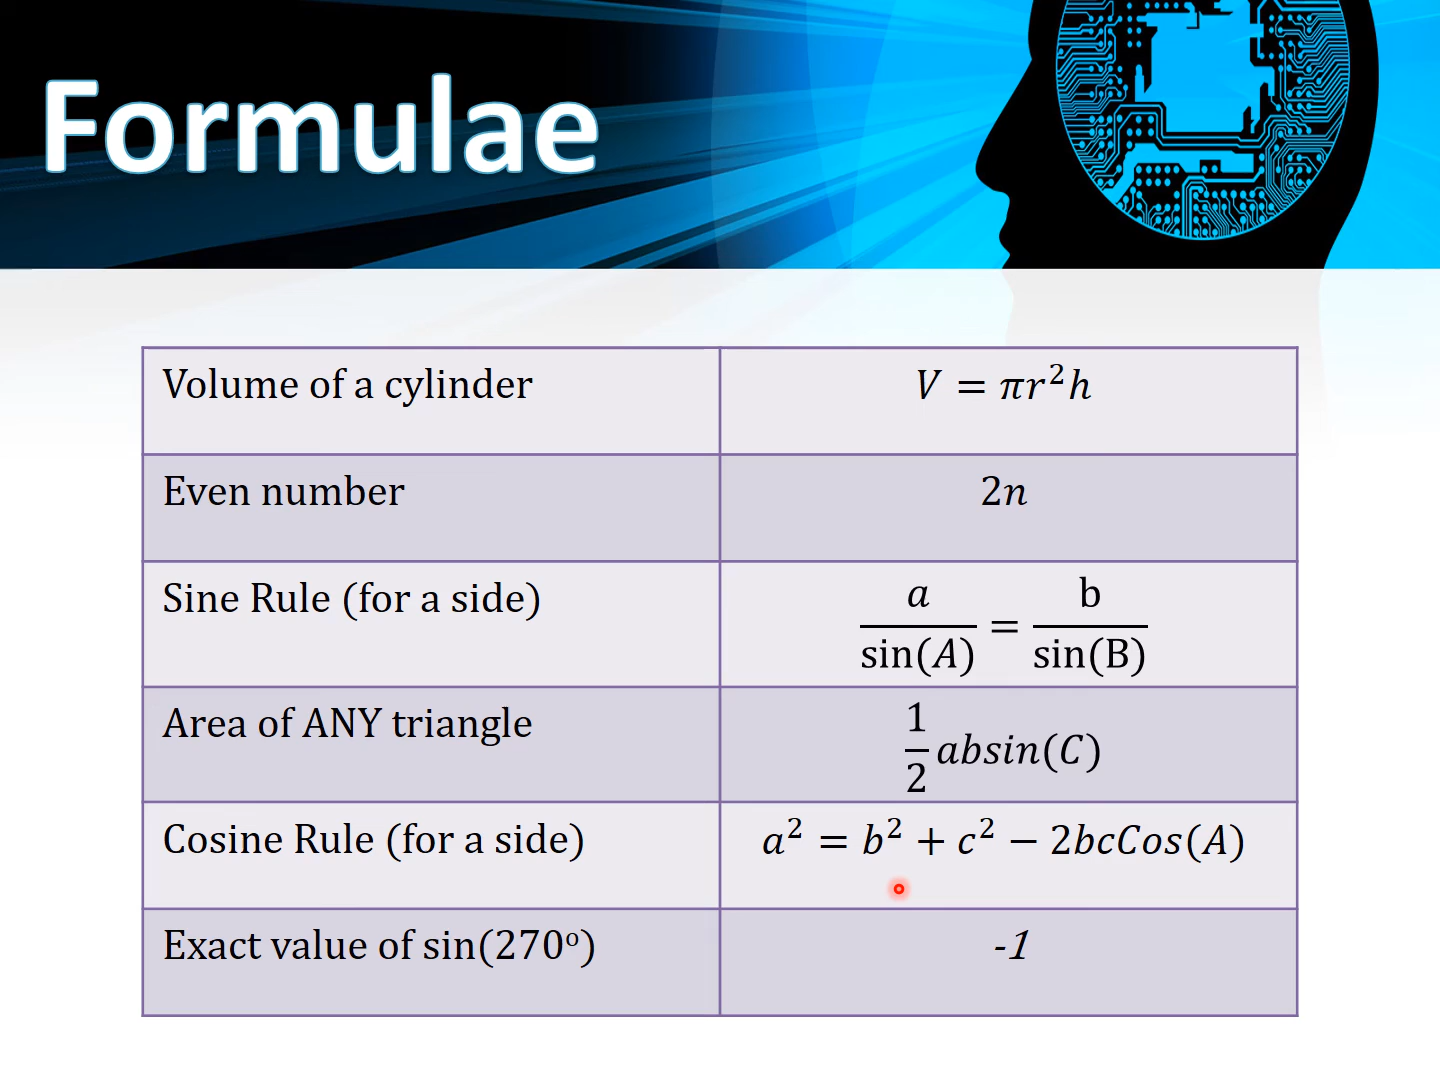 Formulae
Volume of a cylinder
V = πr²h
Even number
2n
Sine Rule (for a side)
a/sin(A) = b/sin(B)
Area of ANY triangle
1/2 absin(C)
Cosine Rule (for a side)
a² = b² + c² − 2bcCos(A)
Exact value of sin(270º)
-1